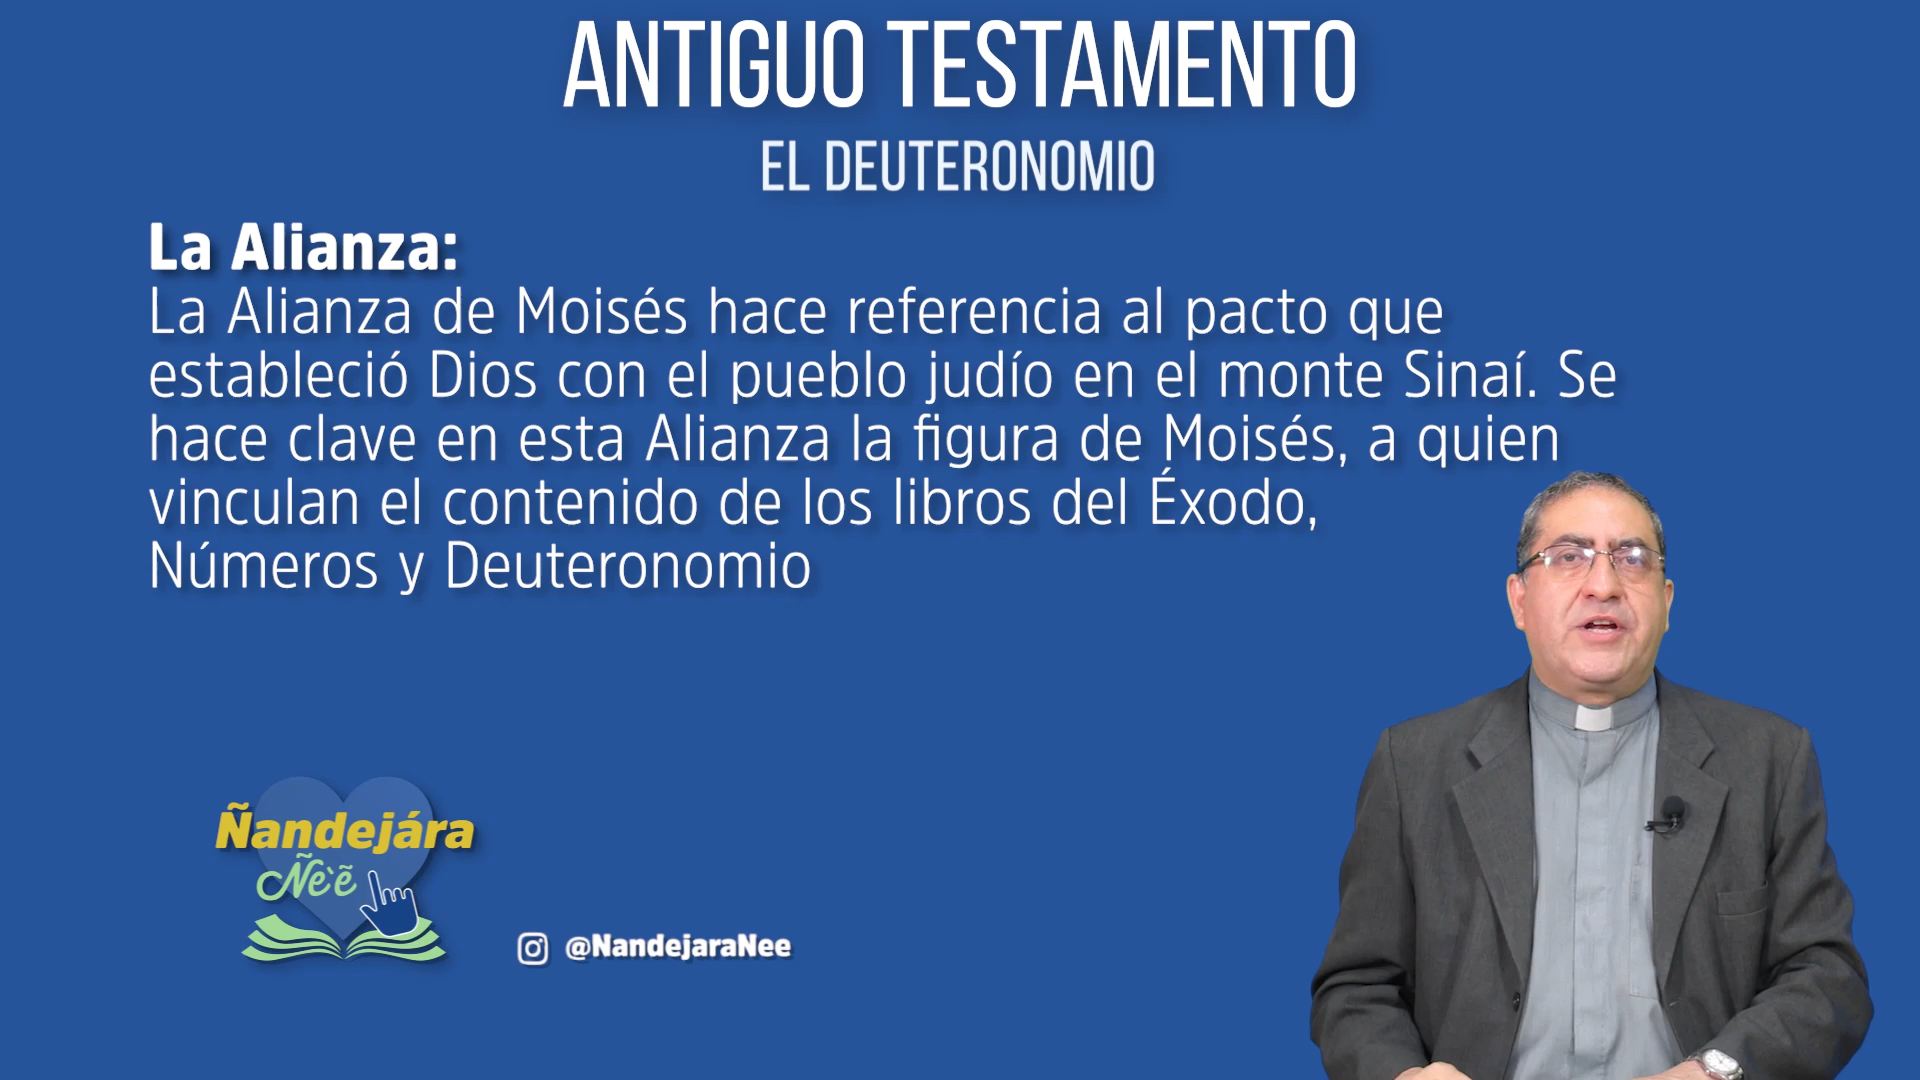 ANTIGUO TESTAMENTO
EL DEUTERONOMIO
La Alianza:
La Alianza de Moisés hace referencia al pacto que
estableció Dios con el pueblo judío en el monte Sinaí. Se
hace clave en esta Alianza la figura de Moisés, a quien
vinculan el contenido de los libros del Éxodo,
Números y Deuteronomio
Ñandejára
Ñe'ẽ
@NandejaraNee